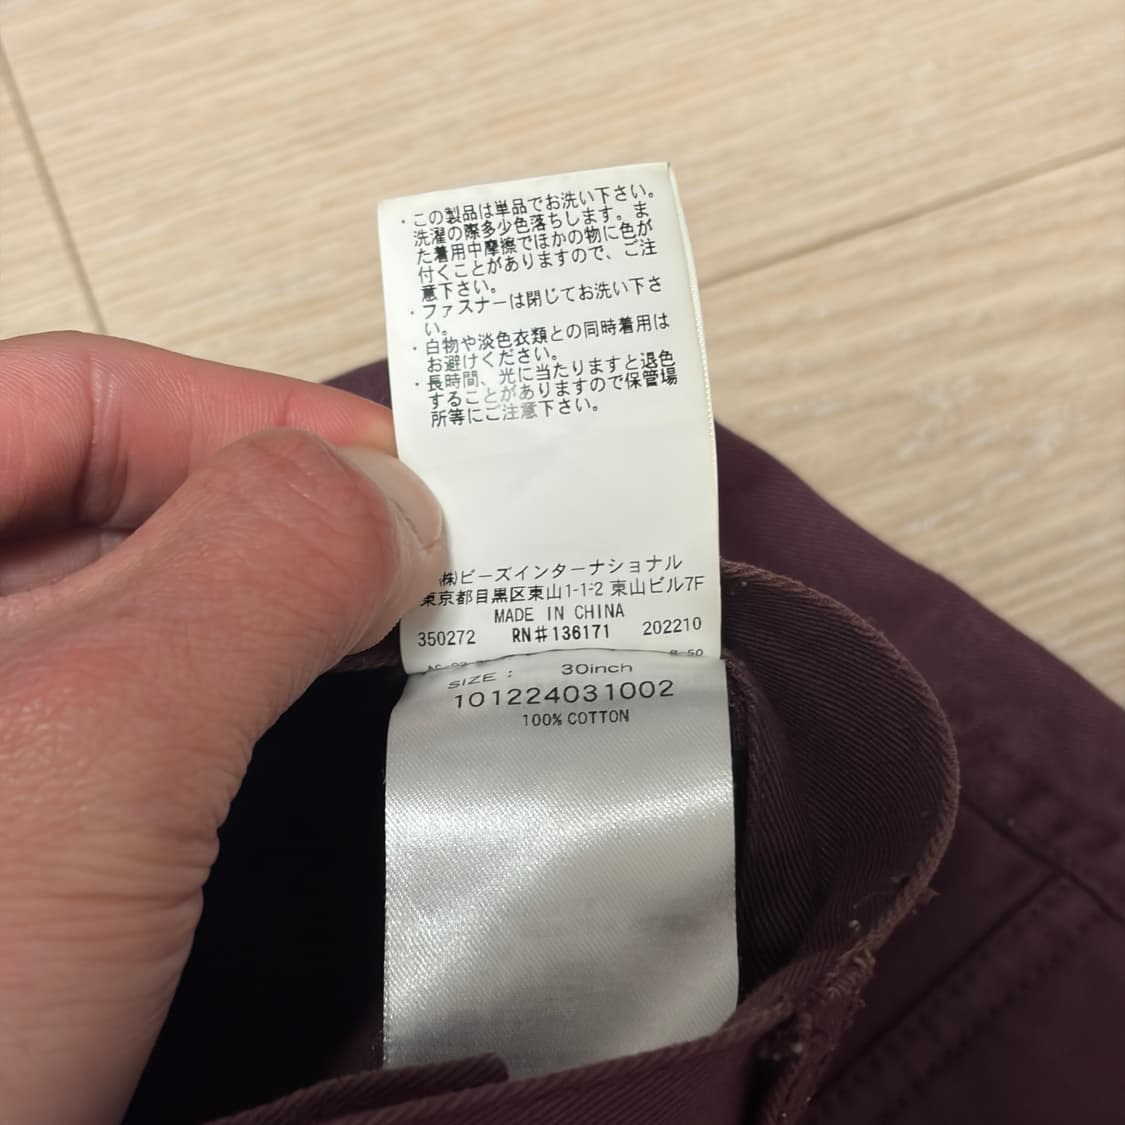 ・この製品は単品でお洗い下さい。
洗濯の際多少色落ちします。ま
た着用中摩擦でほかの物に色が
付くことがありますので、ご注
意下さい。
・ファスナーは閉じてお洗い下さ
い。
・白物や淡色衣類との同時着用は
お避けください。
・長時間、光に当たりますと退色
することがありますので保管場
所等にご注意下さい。
㈱ビーズインターナショナル
東京都目黒区東山1-1-2 東山ビル7F
MADE IN CHINA
350272 RN#136171 202210
SIZE : 30inch
101224031002
100% COTTON